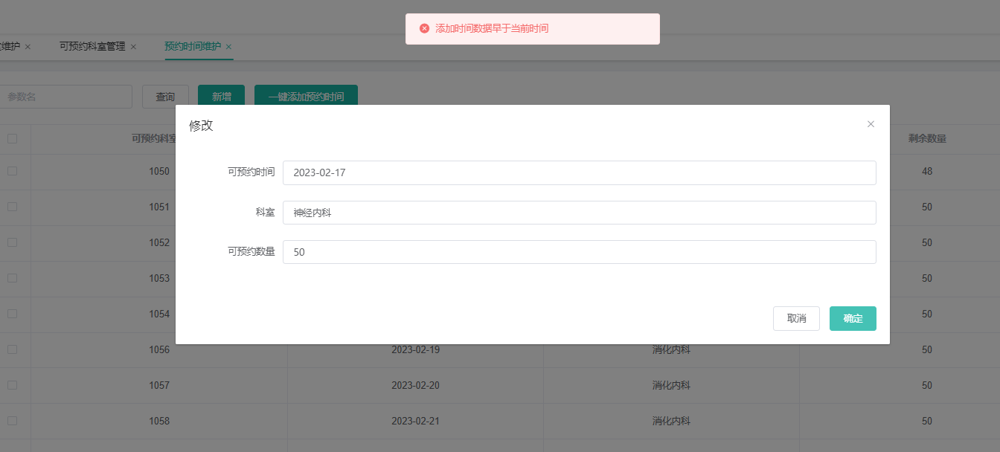 添加时间数据早于当前时间
维护 × 可预约科室管理 × 预约时间维护 ×
参数名 查询 新增 一键添加预约时间
修改 ×
可预约科室 剩余数量
可预约时间 2023-02-17
1050 48
1051 50
科室 神经内科
1052 50
可预约数量 50
1053 50
1054 50
取消 确定
1056 2023-02-19 消化内科 50
1057 2023-02-20 消化内科 50
1058 2023-02-21 消化内科 50